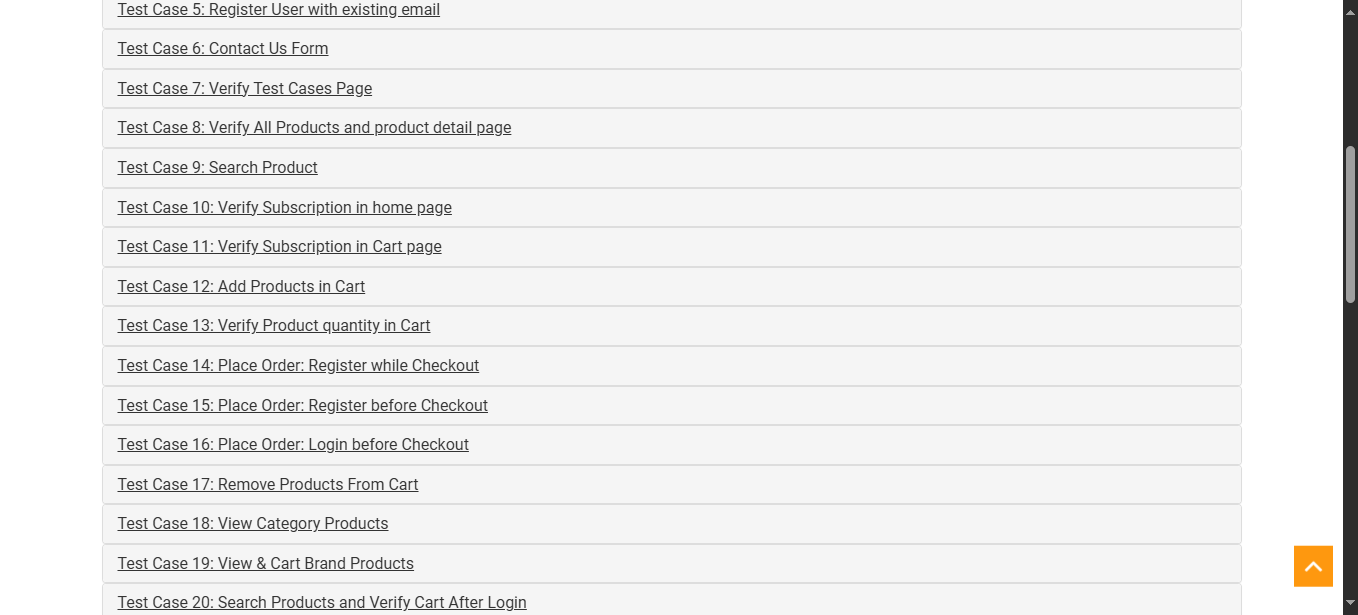 Test Case 5: Register User with existing email
Test Case 6: Contact Us Form
Test Case 7: Verify Test Cases Page
Test Case 8: Verify All Products and product detail page
Test Case 9: Search Product
Test Case 10: Verify Subscription in home page
Test Case 11: Verify Subscription in Cart page
Test Case 12: Add Products in Cart
Test Case 13: Verify Product quantity in Cart
Test Case 14: Place Order: Register while Checkout
Test Case 15: Place Order: Register before Checkout
Test Case 16: Place Order: Login before Checkout
Test Case 17: Remove Products From Cart
Test Case 18: View Category Products
Test Case 19: View & Cart Brand Products
Test Case 20: Search Products and Verify Cart After Login